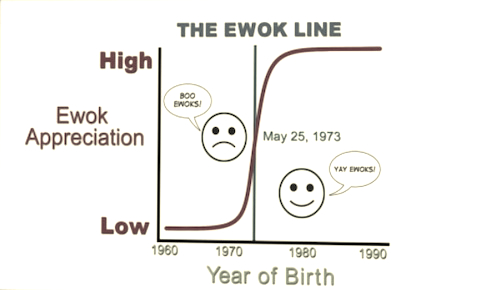 THE EWOK LINE
High
BOO
EWOKS!
Ewok
Appreciation
May 25, 1973
YAY EWOKS!
Low
1960 1970 1980 1990
Year of Birth